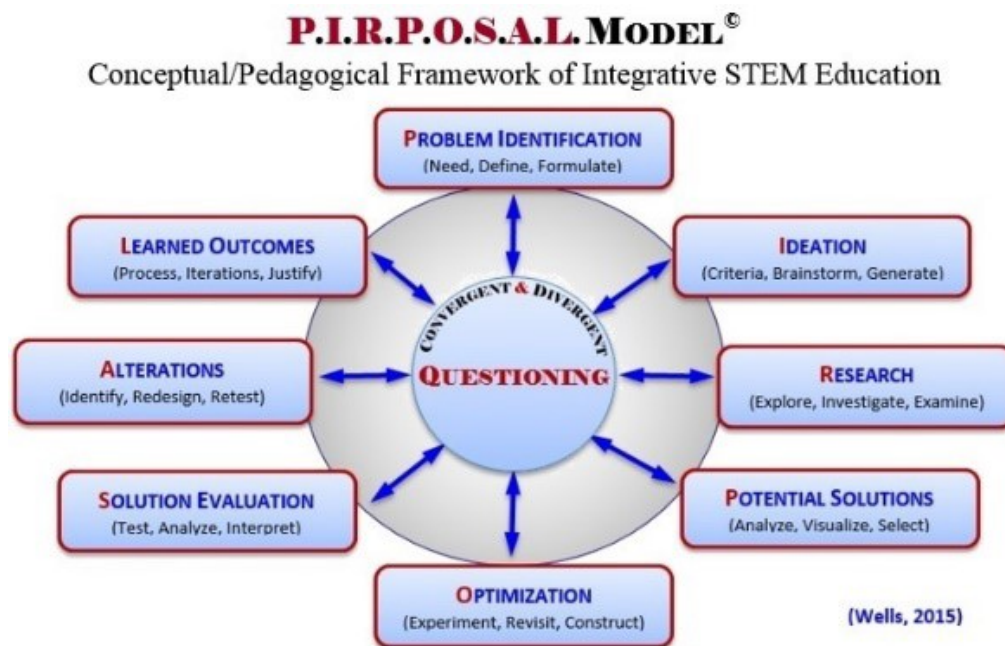 P.I.R.P.O.S.A.L. MODEL©
Conceptual/Pedagogical Framework of Integrative STEM Education
PROBLEM IDENTIFICATION
(Need, Define, Formulate)
LEARNED OUTCOMES
(Process, Iterations, Justify)
IDEATION
(Criteria, Brainstorm, Generate)
CONVERGENT & DIVERGENT
QUESTIONING
ALTERATIONS
(Identify, Redesign, Retest)
RESEARCH
(Explore, Investigate, Examine)
SOLUTION EVALUATION
(Test, Analyze, Interpret)
POTENTIAL SOLUTIONS
(Analyze, Visualize, Select)
OPTIMIZATION
(Experiment, Revisit, Construct)
(Wells, 2015)